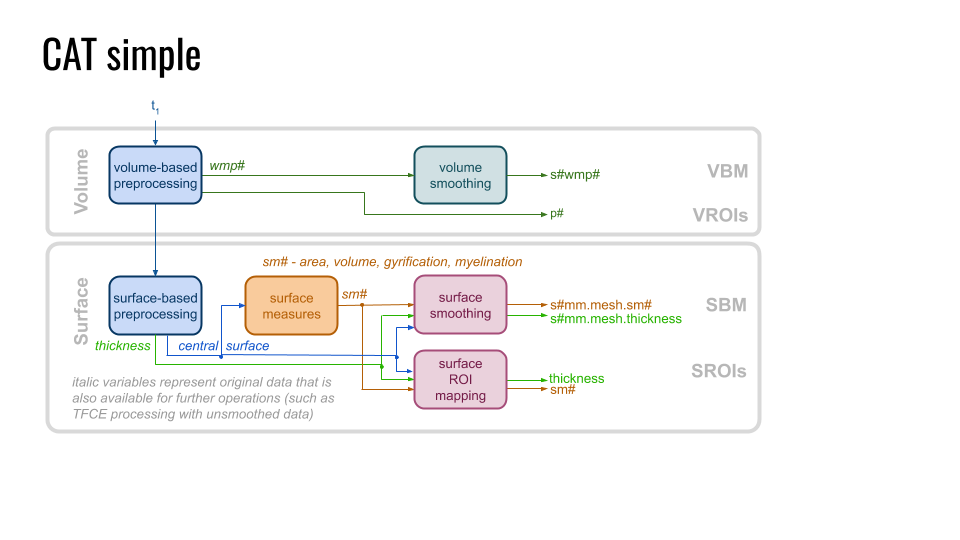 CAT simple
t1
Volume
volume-based
preprocessing
wmp#
volume
smoothing
s#wmp#
VBM
p#
VROIs
Surface
sm# - area, volume, gyrification, myelination
surface-based
preprocessing
surface
measures
sm#
surface
smoothing
s#mm.mesh.sm#
s#mm.mesh.thickness
SBM
thickness
central surface
surface
ROI
mapping
thickness
sm#
SROIs
italic variables represent original data that is
also available for further operations (such as
TFCE processing with unsmoothed data)